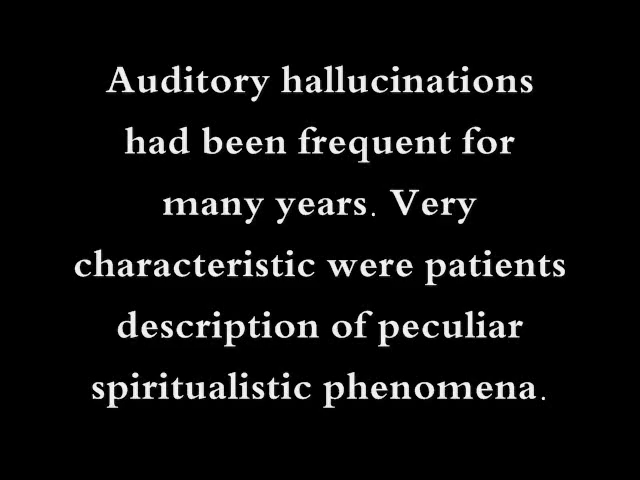 Auditory hallucinations
had been frequent for
many years. Very
characteristic were patients
description of peculiar
spiritualistic phenomena.